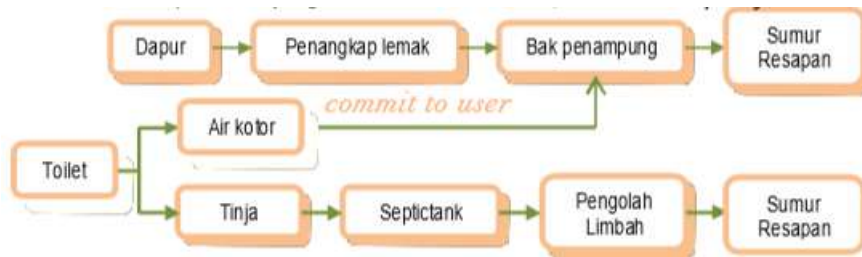 Dapur
Penangkap lemak
Bak penampung
Sumur
Resapan
commit to user
Air kotor
Toilet
Tinja
Septictank
Pengolah
Limbah
Sumur
Resapan